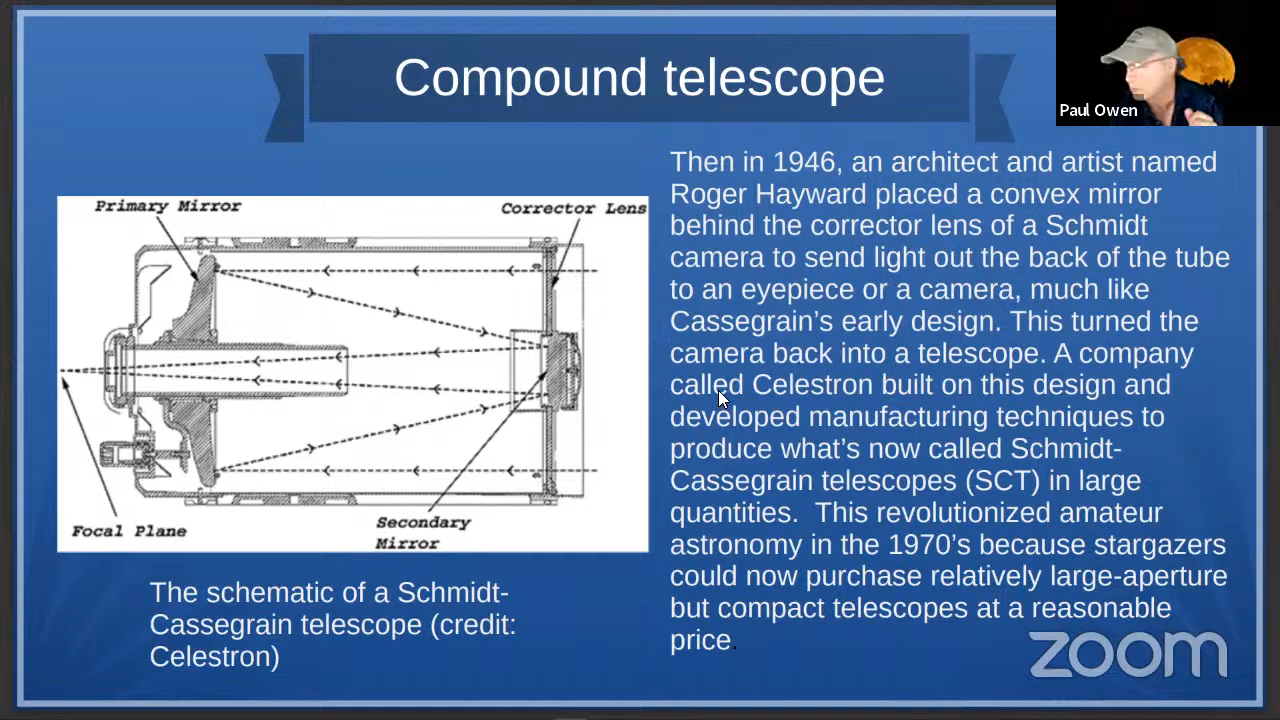 Compound telescope
Paul Owen
Primary Mirror
Corrector Lens
Focal Plane
Secondary
Mirror
The schematic of a Schmidt-
Cassegrain telescope (credit:
Celestron)
Then in 1946, an architect and artist named
Roger Hayward placed a convex mirror
behind the corrector lens of a Schmidt
camera to send light out the back of the tube
to an eyepiece or a camera, much like
Cassegrain’s early design. This turned the
camera back into a telescope. A company
called Celestron built on this design and
developed manufacturing techniques to
produce what’s now called Schmidt-
Cassegrain telescopes (SCT) in large
quantities.  This revolutionized amateur
astronomy in the 1970’s because stargazers
could now purchase relatively large-aperture
but compact telescopes at a reasonable
price.
zoom